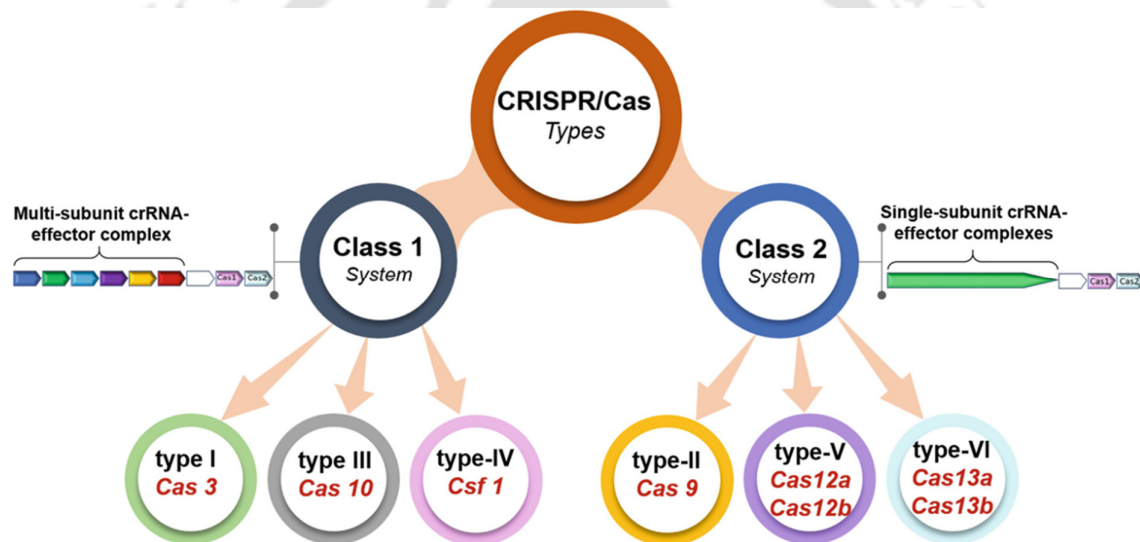 CRISPR/Cas
Types
Multi-subunit crRNA-
effector complex
Cas1
Cas2
Class 1
System
Class 2
System
Single-subunit crRNA-
effector complexes
Cas1
Cas2
type I
Cas 3
type III
Cas 10
type-IV
Csf 1
type-II
Cas 9
type-V
Cas12a
Cas12b
type-VI
Cas13a
Cas13b